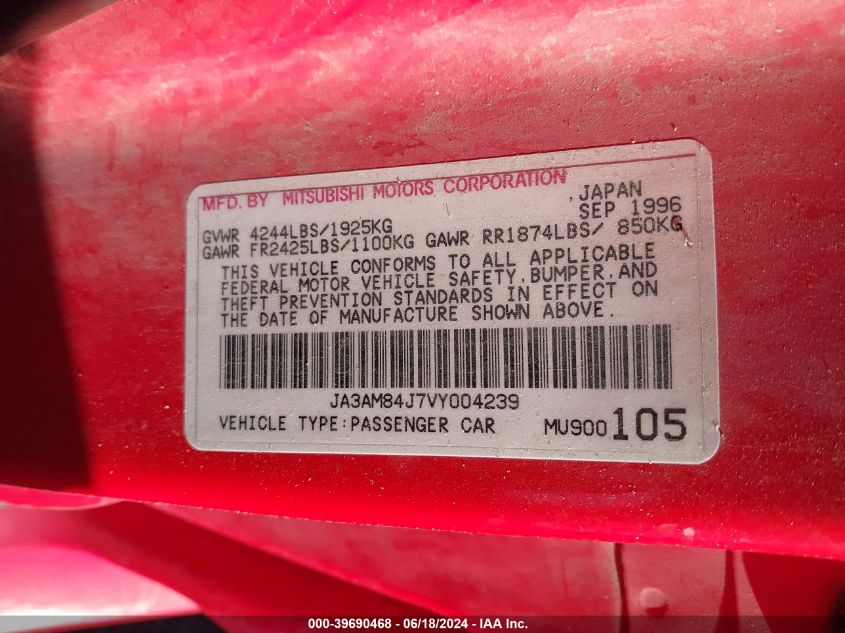 MFD. BY MITSUBISHI MOTORS CORPORATION JAPAN
SEP 1996
GVWR 4244LBS/1925KG
GAWR FR2425LBS/1100KG GAWR RR1874LBS/ 850KG
THIS VEHICLE CONFORMS TO ALL APPLICABLE
FEDERAL MOTOR VEHICLE SAFETY, BUMPER, AND
THEFT PREVENTION STANDARDS IN EFFECT ON
THE DATE OF MANUFACTURE SHOWN ABOVE.
JA3AM84J7VY004239
VEHICLE TYPE:PASSENGER CAR MU900 105
000-39690468 - 06/18/2024 - IAA Inc.